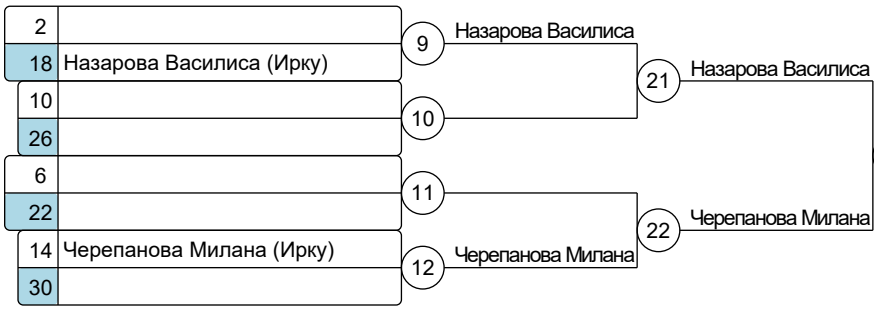 2
18 Назарова Василиса (Ирку)
9 Назарова Василиса
10
26
10
21 Назарова Василиса
6
22
11
14 Черепанова Милана (Ирку)
30
12 Черепанова Милана
22 Черепанова Милана